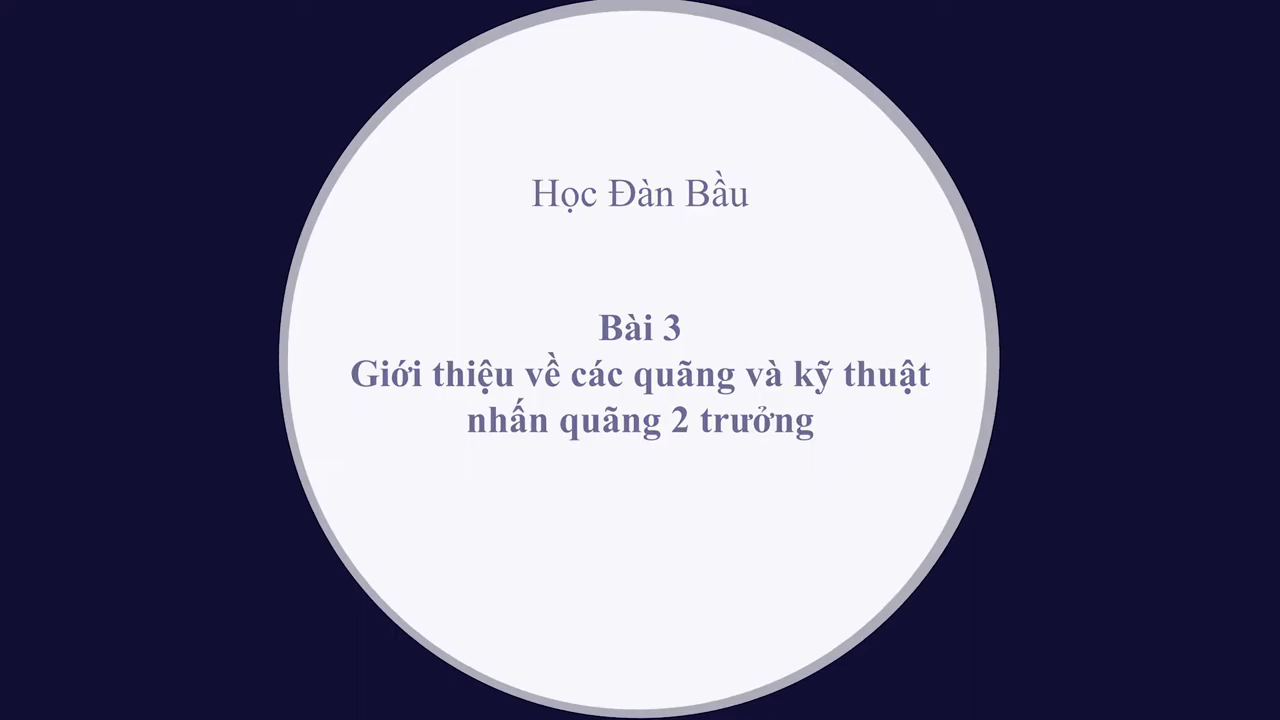 Học Đàn Bầu
Bài 3
Giới thiệu về các quãng và kỹ thuật
nhấn quãng 2 trưởng